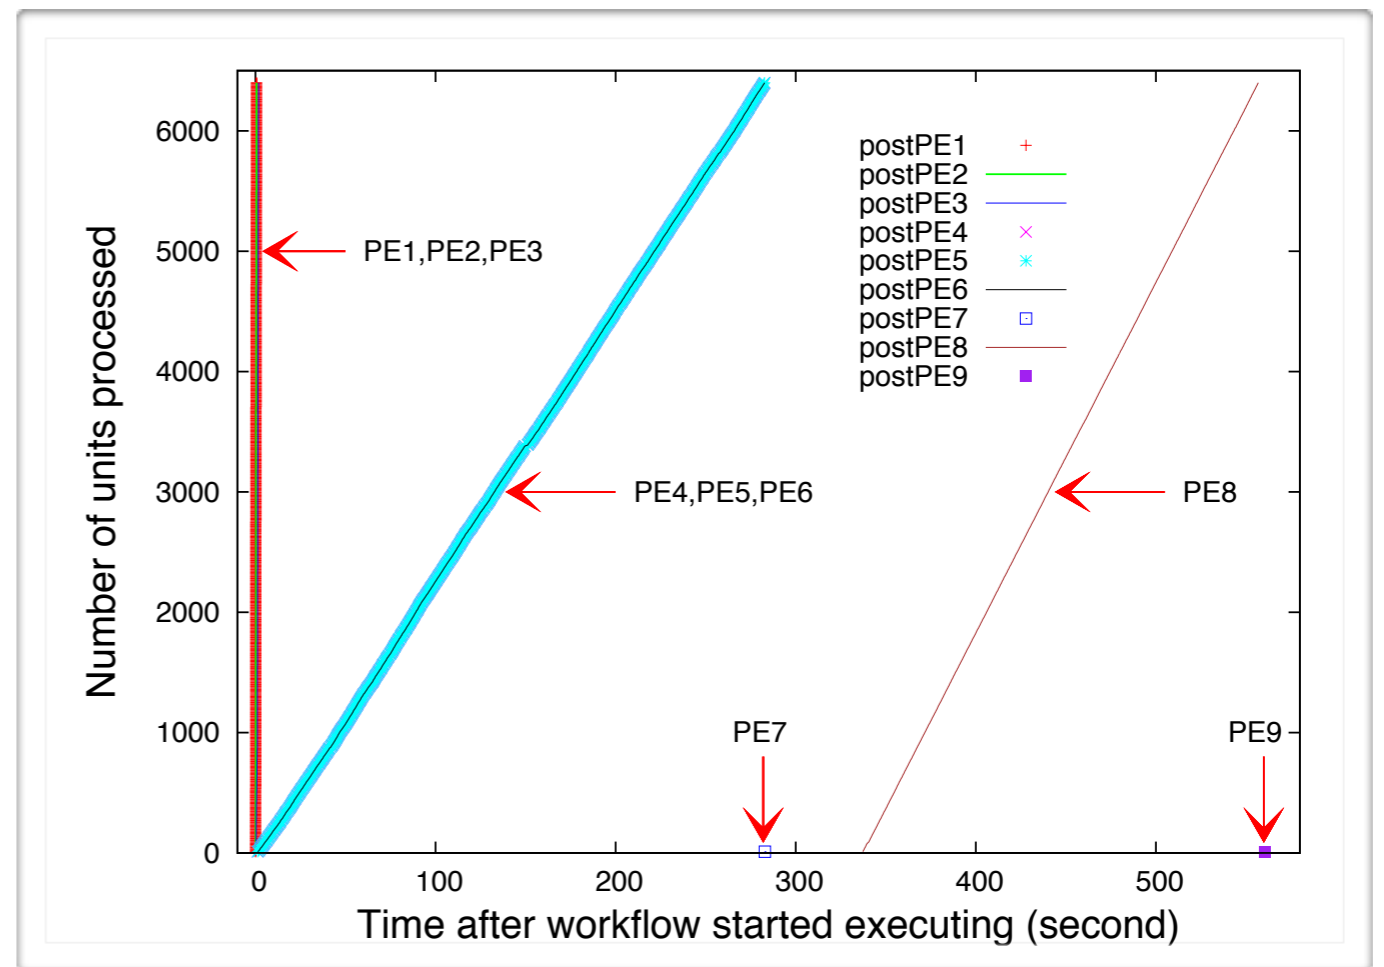 Number of units processed
6000
5000
4000
3000
2000
1000
0
postPE1
postPE2
postPE3
postPE4
postPE5
postPE6
postPE7
postPE8
postPE9
PE1,PE2,PE3
PE4,PE5,PE6
PE8
PE7
PE9
0 100 200 300 400 500
Time after workflow started executing (second)